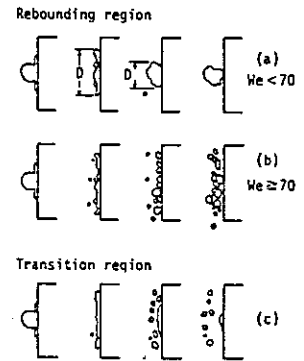 Rebounding region
D
D
(a)
We<70
(b)
We≧70
Transition region
(c)